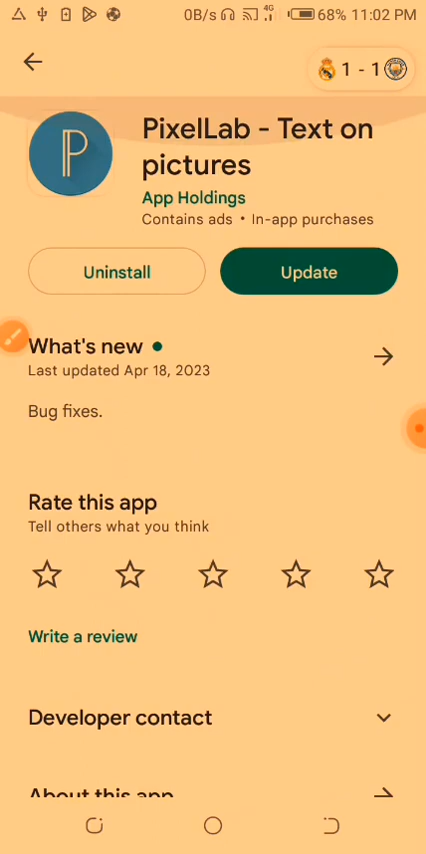 0B/s 4G 68% 11:02 PM
1 - 1
PixelLab - Text on
pictures
App Holdings
Contains ads • In-app purchases
Uninstall
Update
What's new •
Last updated Apr 18, 2023
Bug fixes.
Rate this app
Tell others what you think
Write a review
Developer contact
About this app